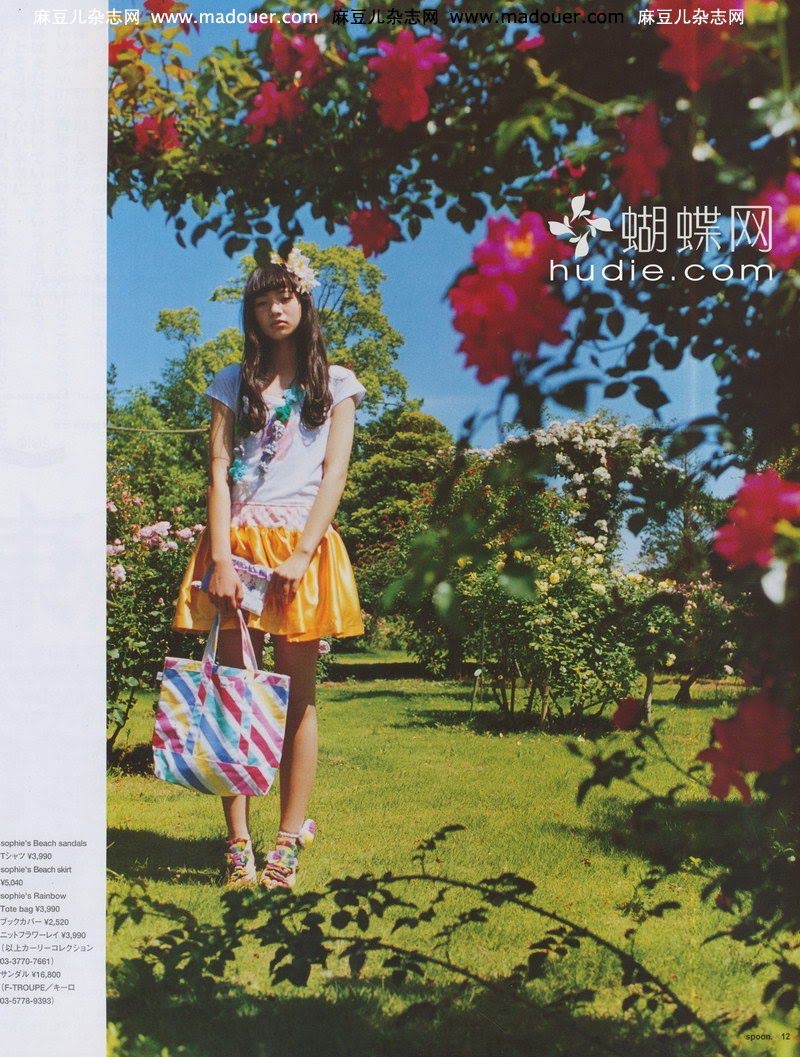 麻豆儿杂志网 www.madouer.com 麻豆儿杂志网 www.madouer.com 麻豆儿杂志网
蝴蝶网
hudie.com
sophie's Beach sandals
Tシャツ ¥3,990
sophie's Beach skirt
¥5,040
sophie's Rainbow
Tote bag ¥3,990
ブックカバー ¥2,520
ニットフラワーレイ ¥3,990
(以上カーリーコレクション
03-3770-7661)
サンダル ¥16,800
(F-TROUPE/キーロ
03-5778-9393)
spoon. 12